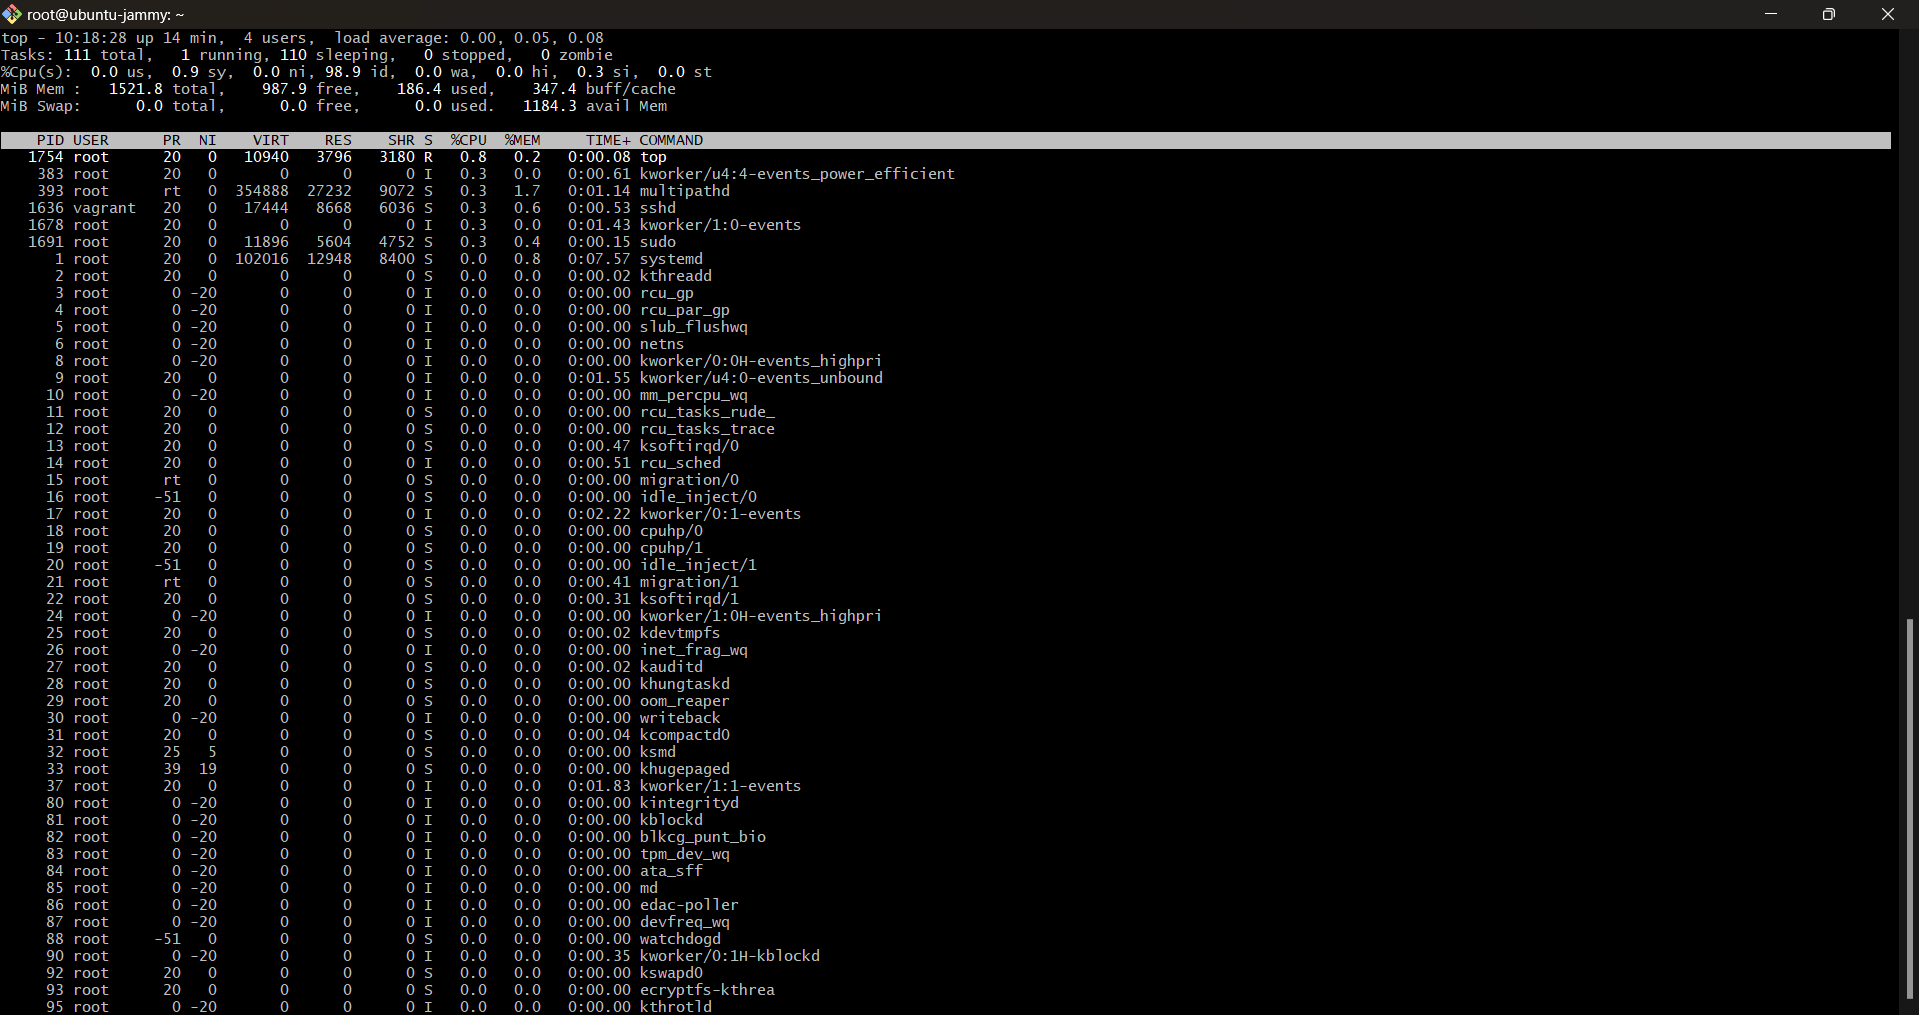 root@ubuntu-jammy: ~
top - 10:18:28 up 14 min,  4 users,  load average: 0.00, 0.05, 0.08
Tasks: 111 total,   1 running, 110 sleeping,   0 stopped,   0 zombie
%Cpu(s):  0.0 us,  0.9 sy,  0.0 ni, 98.9 id,  0.0 wa,  0.0 hi,  0.3 si,  0.0 st
MiB Mem :   1521.8 total,    987.9 free,    186.4 used,    347.4 buff/cache
MiB Swap:      0.0 total,      0.0 free,      0.0 used.   1184.3 avail Mem
PID USER      PR  NI    VIRT    RES    SHR S  %CPU  %MEM     TIME+ COMMAND
1754 root      20   0   10940   3796   3180 R   0.8   0.2   0:00.08 top
383 root      20   0       0      0      0 I   0.3   0.0   0:00.61 kworker/u4:4-events_power_efficient
393 root      rt   0  354888  27232   9072 S   0.3   1.7   0:01.14 multipathd
1636 vagrant   20   0   17444   8668   6036 S   0.3   0.6   0:00.53 sshd
1678 root      20   0       0      0      0 I   0.3   0.0   0:01.43 kworker/1:0-events
1691 root      20   0   11896   5604   4752 S   0.3   0.4   0:00.15 sudo
1 root      20   0  102016  12948   8400 S   0.0   0.8   0:07.57 systemd
2 root      20   0       0      0      0 S   0.0   0.0   0:00.02 kthreadd
3 root       0 -20       0      0      0 I   0.0   0.0   0:00.00 rcu_gp
4 root       0 -20       0      0      0 I   0.0   0.0   0:00.00 rcu_par_gp
5 root       0 -20       0      0      0 I   0.0   0.0   0:00.00 slub_flushwq
6 root       0 -20       0      0      0 I   0.0   0.0   0:00.00 netns
8 root       0 -20       0      0      0 I   0.0   0.0   0:00.00 kworker/0:0H-events_highpri
9 root      20   0       0      0      0 I   0.0   0.0   0:01.55 kworker/u4:0-events_unbound
10 root       0 -20       0      0      0 I   0.0   0.0   0:00.00 mm_percpu_wq
11 root      20   0       0      0      0 S   0.0   0.0   0:00.00 rcu_tasks_rude_
12 root      20   0       0      0      0 S   0.0   0.0   0:00.00 rcu_tasks_trace
13 root      20   0       0      0      0 S   0.0   0.0   0:00.47 ksoftirqd/0
14 root      20   0       0      0      0 I   0.0   0.0   0:00.51 rcu_sched
15 root      rt   0       0      0      0 S   0.0   0.0   0:00.00 migration/0
16 root     -51   0       0      0      0 S   0.0   0.0   0:00.00 idle_inject/0
17 root      20   0       0      0      0 I   0.0   0.0   0:02.22 kworker/0:1-events
18 root      20   0       0      0      0 S   0.0   0.0   0:00.00 cpuhp/0
19 root      20   0       0      0      0 S   0.0   0.0   0:00.00 cpuhp/1
20 root     -51   0       0      0      0 S   0.0   0.0   0:00.00 idle_inject/1
21 root      rt   0       0      0      0 S   0.0   0.0   0:00.41 migration/1
22 root      20   0       0      0      0 S   0.0   0.0   0:00.31 ksoftirqd/1
24 root       0 -20       0      0      0 I   0.0   0.0   0:00.00 kworker/1:0H-events_highpri
25 root      20   0       0      0      0 S   0.0   0.0   0:00.02 kdevtmpfs
26 root       0 -20       0      0      0 I   0.0   0.0   0:00.00 inet_frag_wq
27 root      20   0       0      0      0 S   0.0   0.0   0:00.02 kauditd
28 root      20   0       0      0      0 S   0.0   0.0   0:00.00 khungtaskd
29 root      20   0       0      0      0 S   0.0   0.0   0:00.00 oom_reaper
30 root       0 -20       0      0      0 I   0.0   0.0   0:00.00 writeback
31 root      20   0       0      0      0 S   0.0   0.0   0:00.04 kcompactd0
32 root      25   5       0      0      0 S   0.0   0.0   0:00.00 ksmd
33 root      39  19       0      0      0 S   0.0   0.0   0:00.00 khugepaged
37 root      20   0       0      0      0 I   0.0   0.0   0:01.83 kworker/1:1-events
80 root       0 -20       0      0      0 I   0.0   0.0   0:00.00 kintegrityd
81 root       0 -20       0      0      0 I   0.0   0.0   0:00.00 kblockd
82 root       0 -20       0      0      0 I   0.0   0.0   0:00.00 blkcg_punt_bio
83 root       0 -20       0      0      0 I   0.0   0.0   0:00.00 tpm_dev_wq
84 root       0 -20       0      0      0 I   0.0   0.0   0:00.00 ata_sff
85 root       0 -20       0      0      0 I   0.0   0.0   0:00.00 md
86 root       0 -20       0      0      0 I   0.0   0.0   0:00.00 edac-poller
87 root       0 -20       0      0      0 I   0.0   0.0   0:00.00 devfreq_wq
88 root     -51   0       0      0      0 S   0.0   0.0   0:00.00 watchdogd
90 root       0 -20       0      0      0 I   0.0   0.0   0:00.35 kworker/0:1H-kblockd
92 root      20   0       0      0      0 S   0.0   0.0   0:00.00 kswapd0
93 root      20   0       0      0      0 S   0.0   0.0   0:00.00 ecryptfs-kthrea
95 root       0 -20       0      0      0 I   0.0   0.0   0:00.00 kthrotld